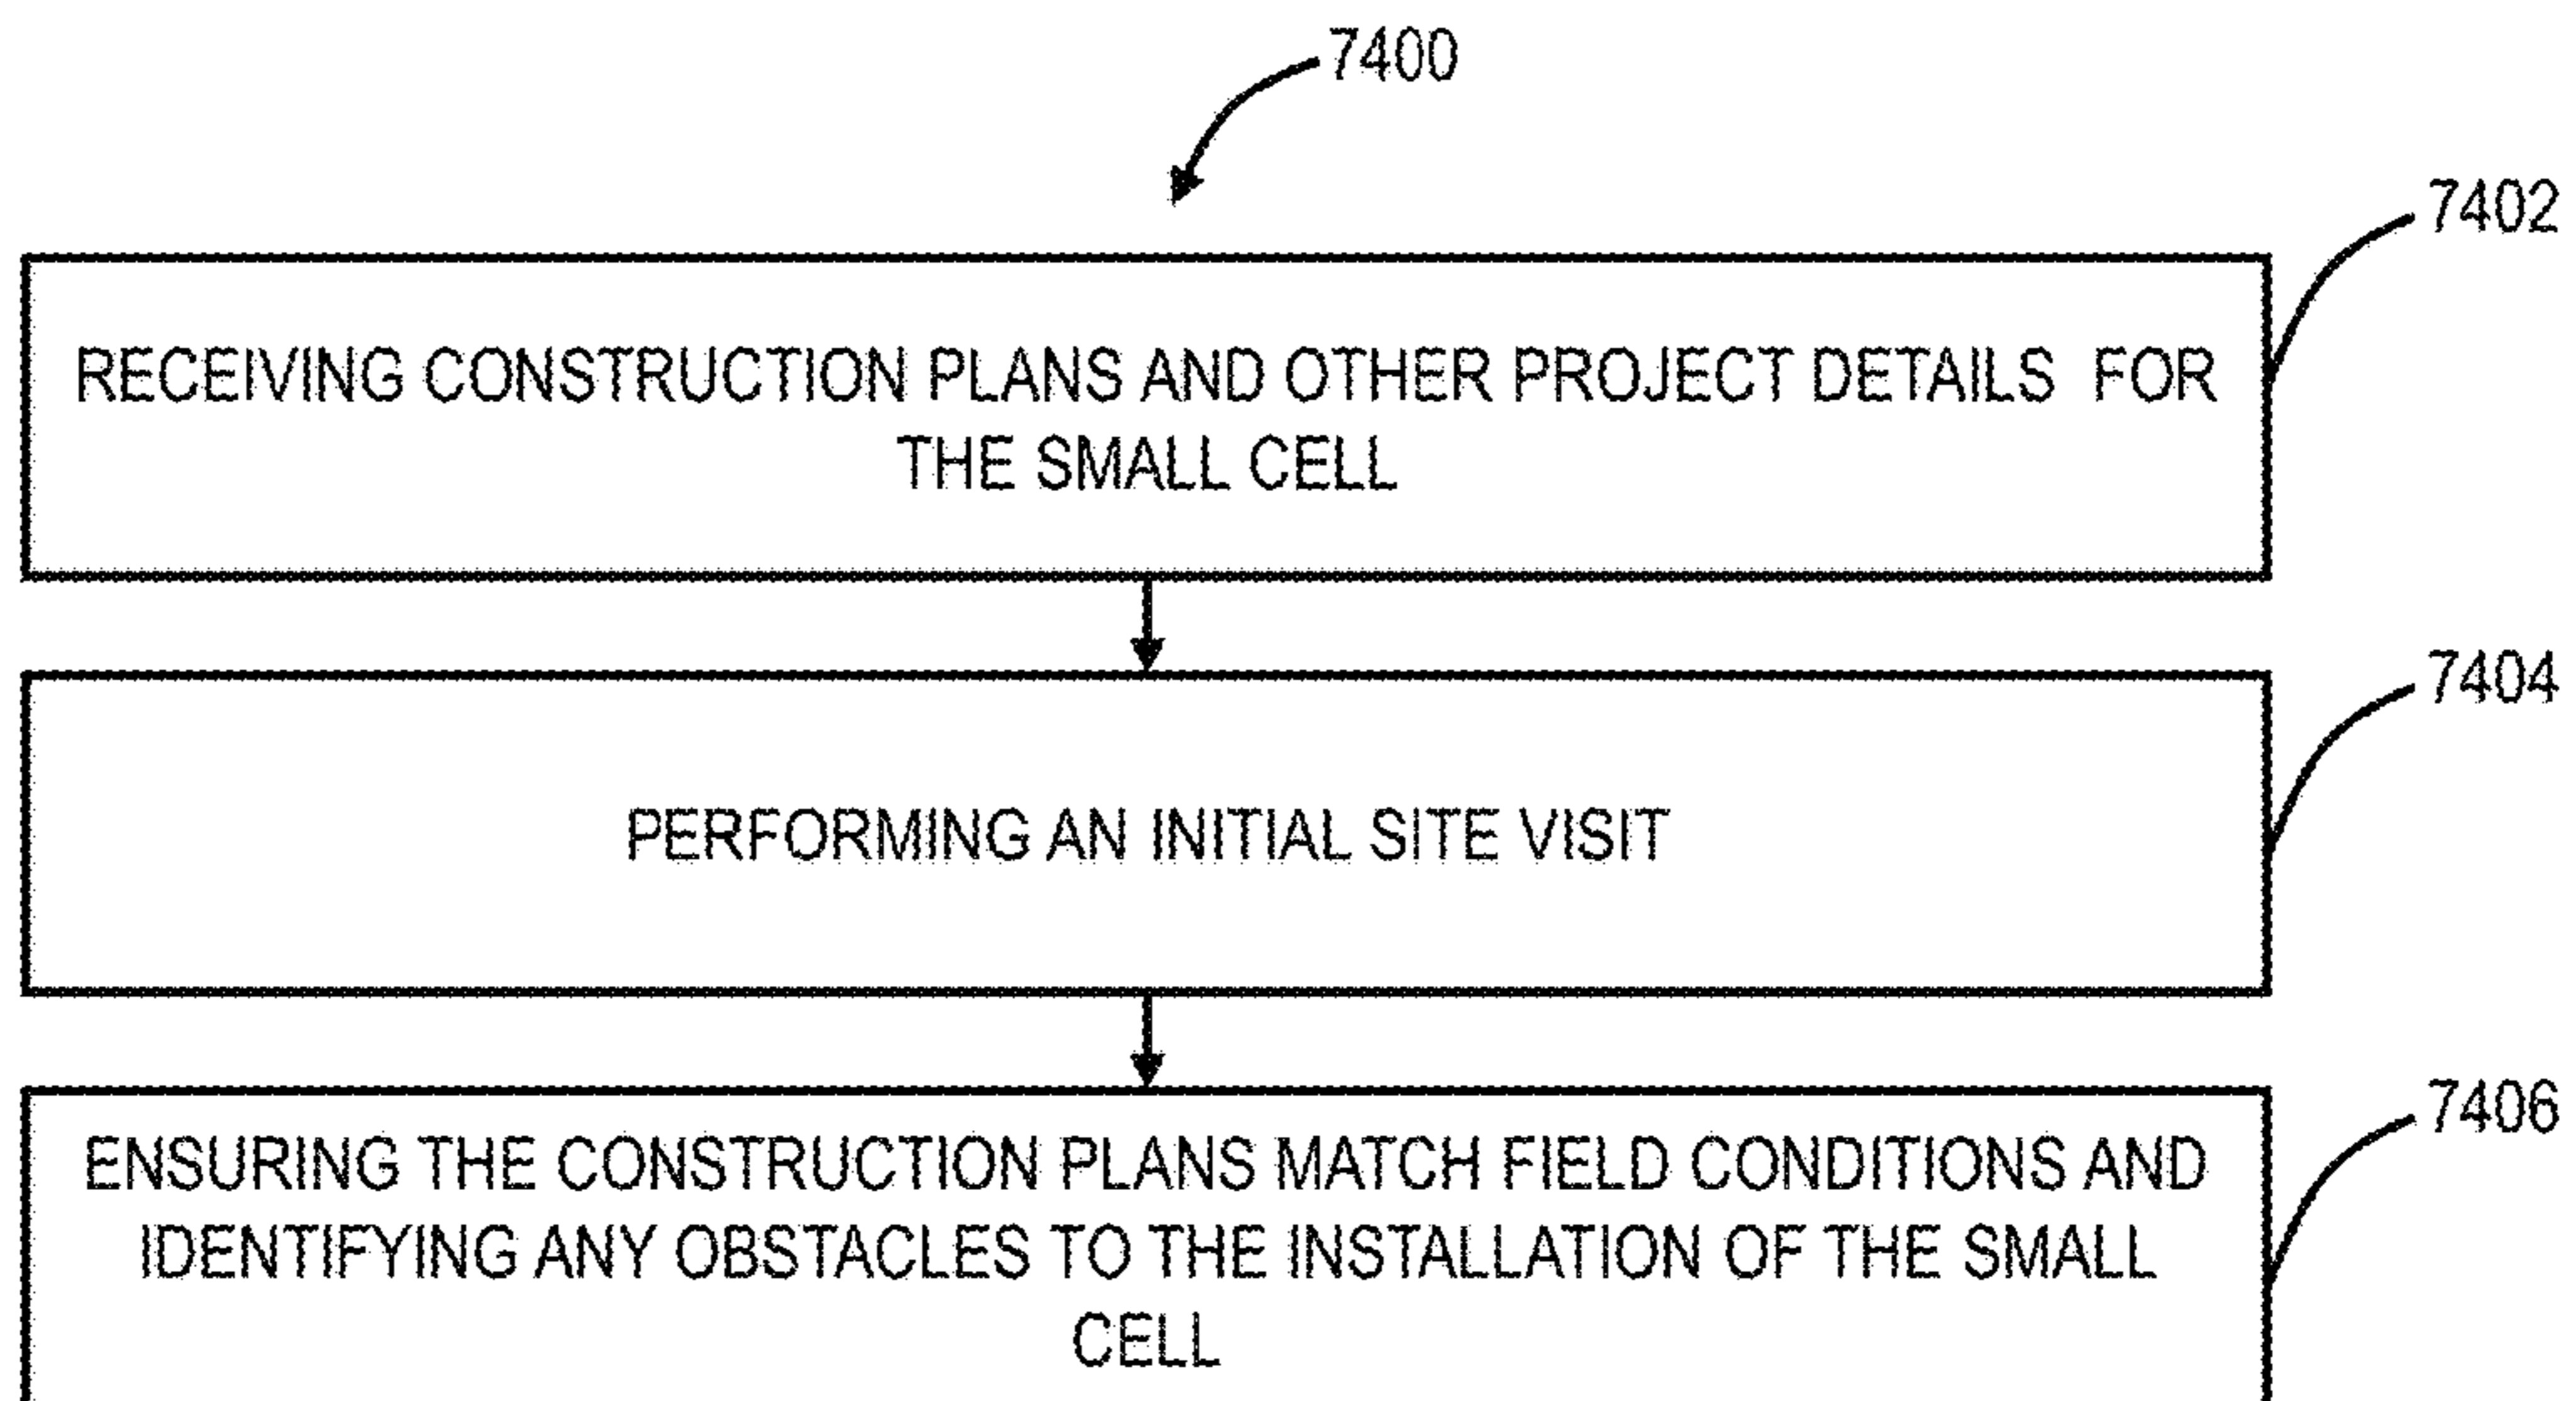 7400
7402
RECEIVING CONSTRUCTION PLANS AND OTHER PROJECT DETAILS FOR
THE SMALL CELL
7404
PERFORMING AN INITIAL SITE VISIT
7406
ENSURING THE CONSTRUCTION PLANS MATCH FIELD CONDITIONS AND
IDENTIFYING ANY OBSTACLES TO THE INSTALLATION OF THE SMALL
CELL